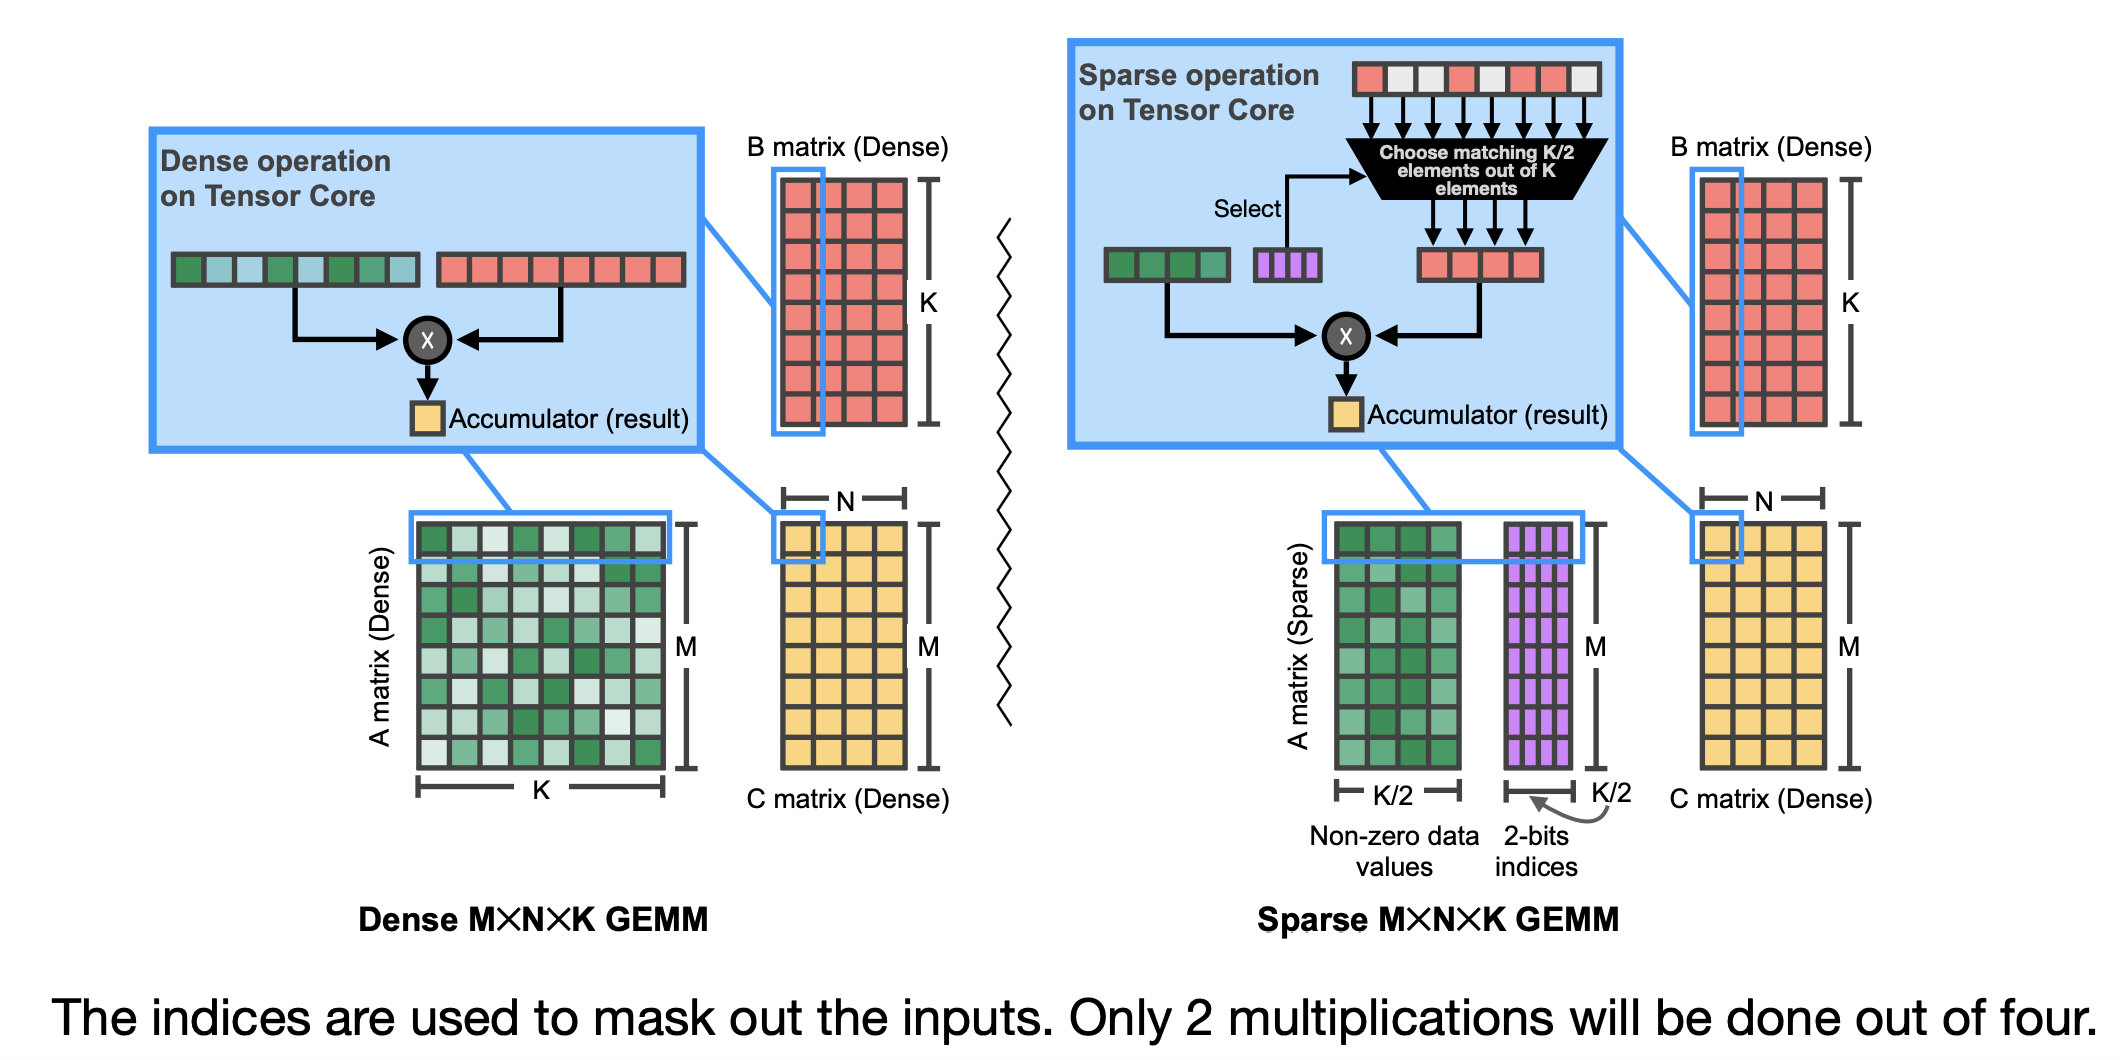 Dense operation
on Tensor Core
X
Accumulator (result)
B matrix (Dense)
K
N
A matrix (Dense)
M
K
M
C matrix (Dense)
Dense M×N×K GEMM
Sparse operation
on Tensor Core
Choose matching K/2
elements out of K
elements
Select
X
Accumulator (result)
B matrix (Dense)
K
N
A matrix (Sparse)
M
K/2
K/2
Non-zero data
values
2-bits
indices
M
C matrix (Dense)
Sparse M×N×K GEMM
The indices are used to mask out the inputs. Only 2 multiplications will be done out of four.